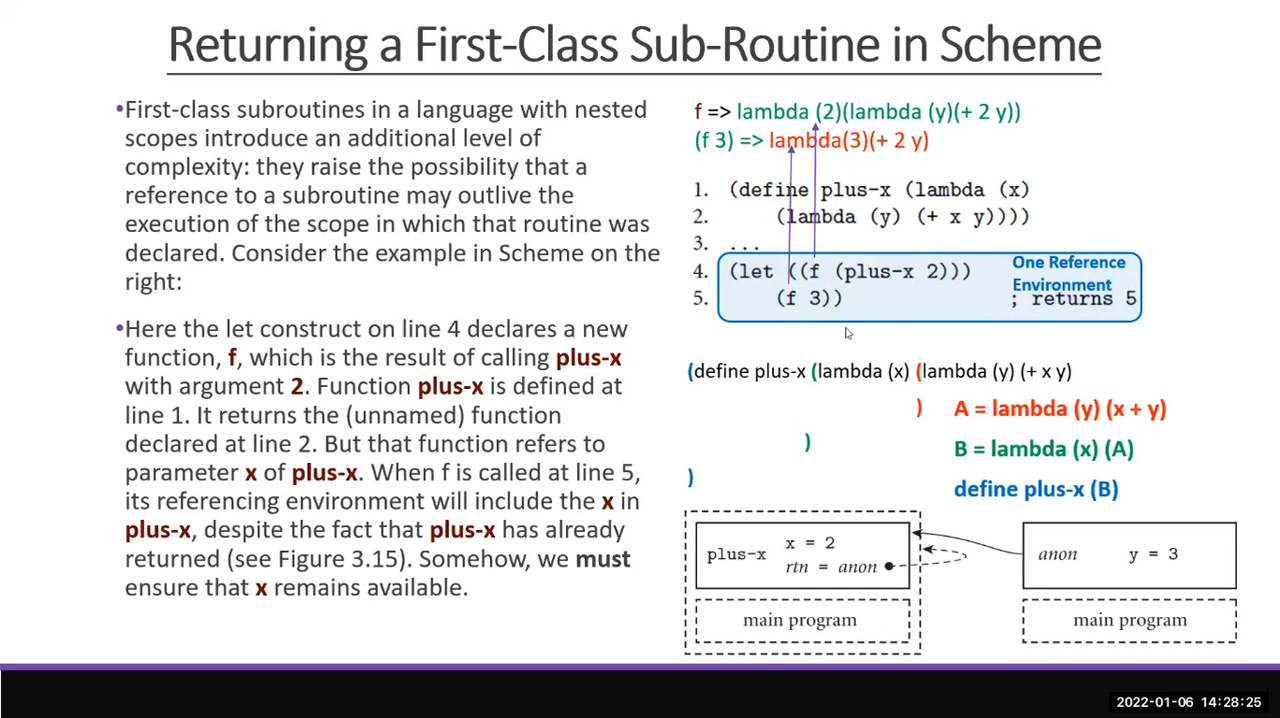 Returning a First-Class Sub-Routine in Scheme
•First-class subroutines in a language with nested
scopes introduce an additional level of
complexity: they raise the possibility that a
reference to a subroutine may outlive the
execution of the scope in which that routine was
declared. Consider the example in Scheme on the
right:
•Here the let construct on line 4 declares a new
function, f, which is the result of calling plus-x
with argument 2. Function plus-x is defined at
line 1. It returns the (unnamed) function
declared at line 2. But that function refers to
parameter x of plus-x. When f is called at line 5,
its referencing environment will include the x in
plus-x, despite the fact that plus-x has already
returned (see Figure 3.15). Somehow, we must
ensure that x remains available.
f => lambda (2)(lambda (y)(+ 2 y))
(f 3) => lambda(3)(+ 2 y)
1. (define plus-x (lambda (x)
2. (lambda (y) (+ x y))))
3. ...
4. (let ((f (plus-x 2)))
One Reference
Environment
5. (f 3)) ; returns 5
(define plus-x (lambda (x) (lambda (y) (+ x y)
) A = lambda (y) (x + y)
) B = lambda (x) (A)
) define plus-x (B)
plus-x x = 2
rtn = anon
main program
anon y = 3
main program
2022-01-06 14:28:25